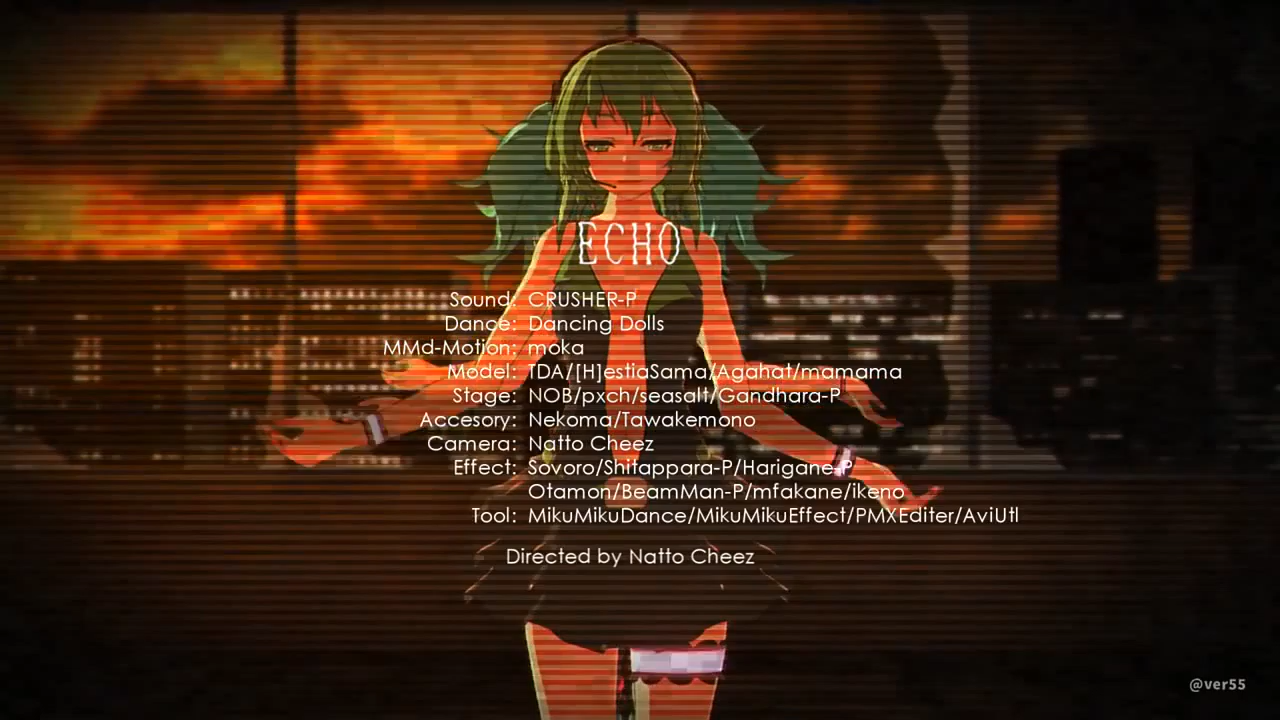 ECHO
Sound: CRUSHER-P
Dance: Dancing Dolls
MMd-Motion: moka
Model: TDA/[H]estiaSama/Agahat/mamama
Stage: NOB/pxch/seasalt/Gandhara-P
Accesory: Nekoma/Tawakemono
Camera: Natto Cheez
Effect: Sovoro/Shitappara-P/Harigane-P
Otamon/BeamMan-P/mfakane/ikeno
Tool: MikuMikuDance/MikuMikuEffect/PMXEditer/AviUtl
Directed by Natto Cheez
@ver55